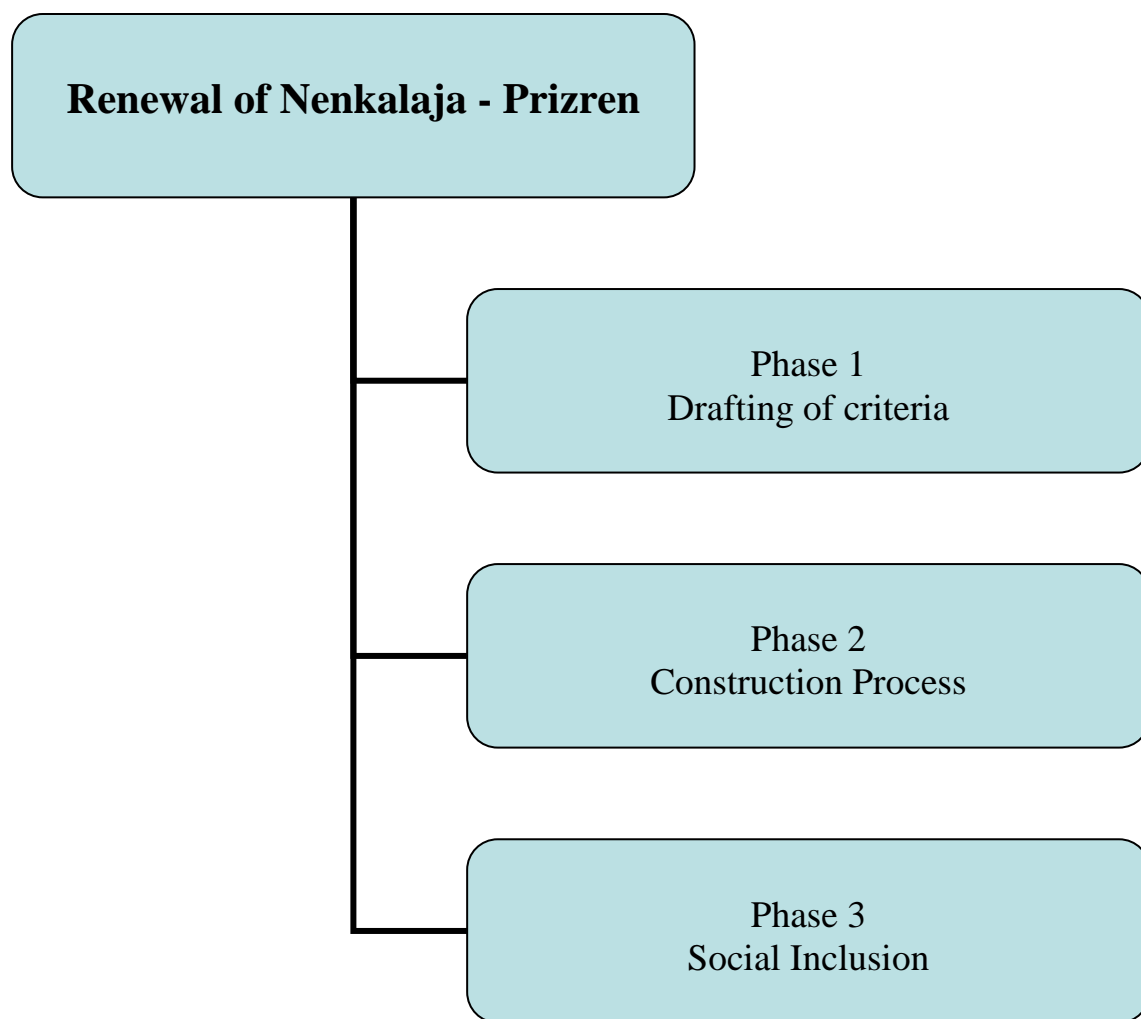 Renewal of Nenkalaja - Prizren
Phase 1
Drafting of criteria
Phase 2
Construction Process
Phase 3
Social Inclusion